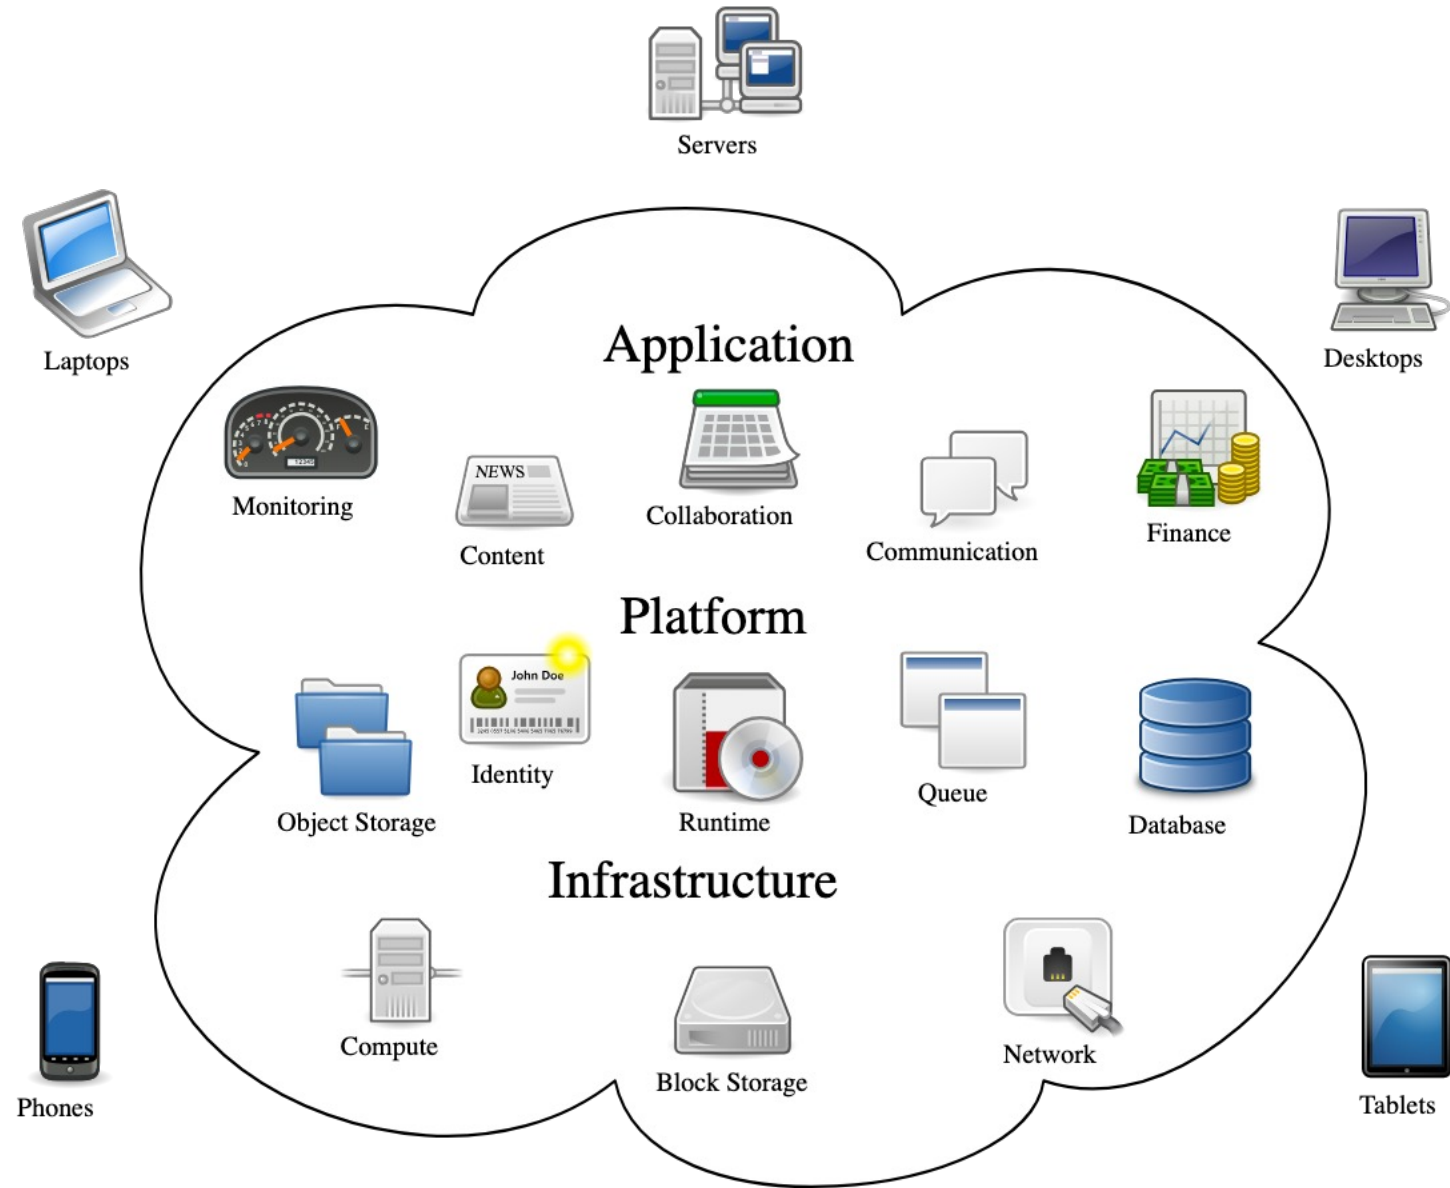 Servers
Laptops
Desktops
Application
Monitoring
NEWS
Content
Collaboration
Communication
Finance
Platform
Object Storage
John Doe
Identity
Runtime
Queue
Database
Infrastructure
Compute
Block Storage
Network
Phones
Tablets